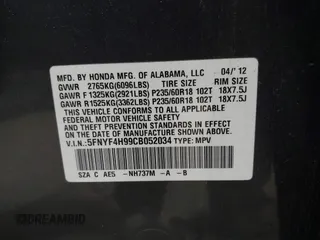 MFD. BY HONDA MFG. OF ALABAMA, LLC 04/'12
GVWR 2765KG(6096LBS) TIRE SIZE RIM SIZE
GAWR F 1325KG(2921LBS) P235/60R18 102T 18X7.5J
GAWR R1525KG(3362LBS) P235/60R18 102T 18X7.5J
THIS VEHICLE CONFORMS TO ALL APPLICABLE
FEDERAL MOTOR VEHICLE SAFETY AND THEFT
PREVENTION STANDARDS IN EFFECT ON THE DATE
OF MANUFACTURE SHOWN ABOVE.
V.I.N.: 5FNYF4H99CB052034 TYPE: MPV
SZA C AE5 -NH737M -A -B
DREAMBID